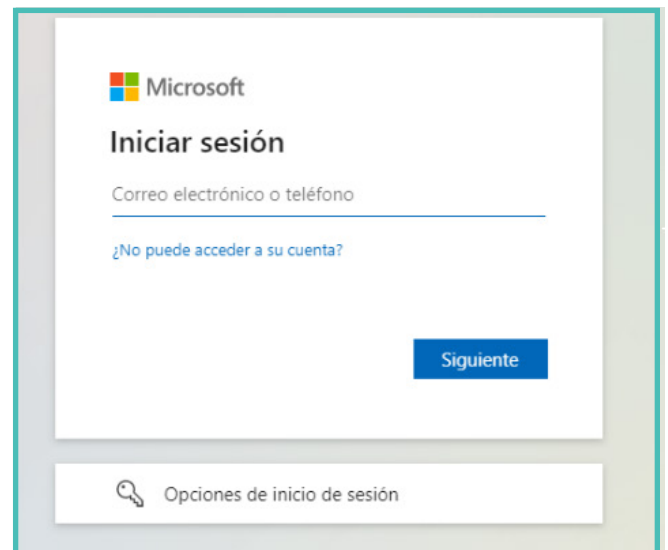 Microsoft
Iniciar sesión
Correo electrónico o teléfono
¿No puede acceder a su cuenta?
Siguiente
Opciones de inicio de sesión